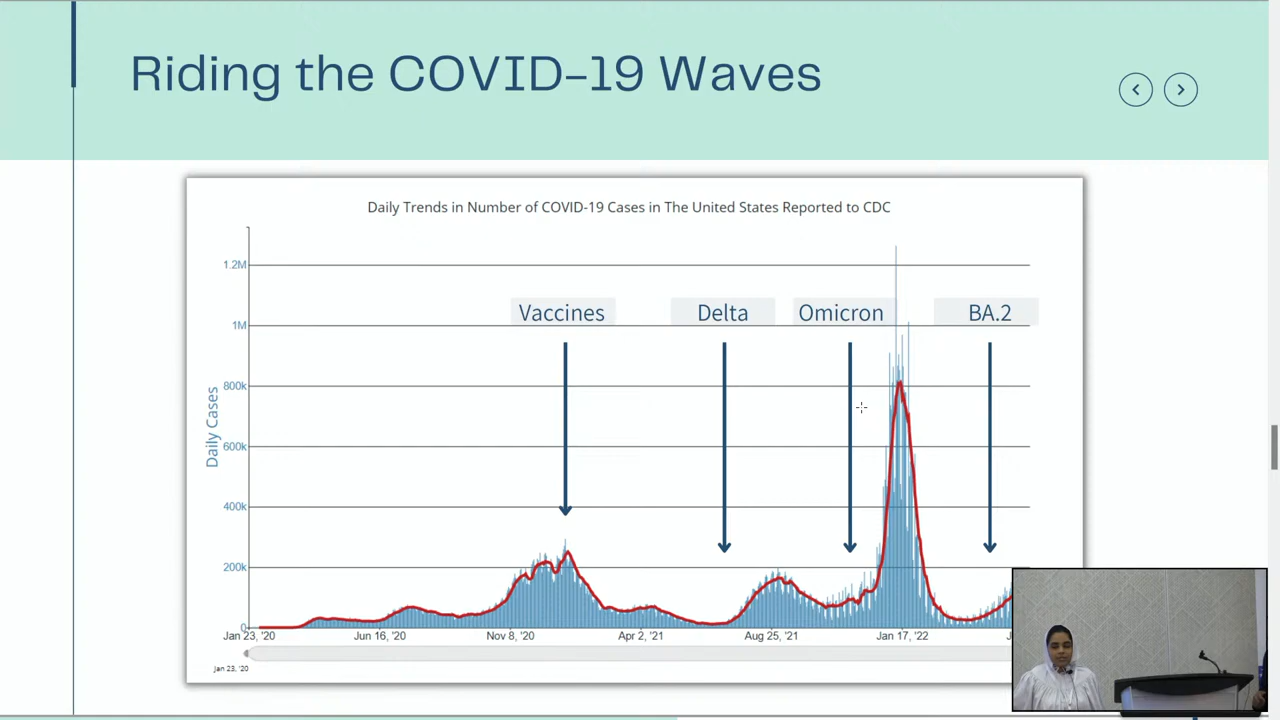 Riding the COVID-19 Waves
Daily Trends in Number of COVID-19 Cases in The United States Reported to CDC
1.2M
Vaccines Delta Omicron BA.2
1M
800k
Daily Cases
600k
400k
200k
0
Jan 23, '20 Jun 16, '20 Nov 8, '20 Apr 2, '21 Aug 25, '21 Jan 17, '22
Jan 23, '20